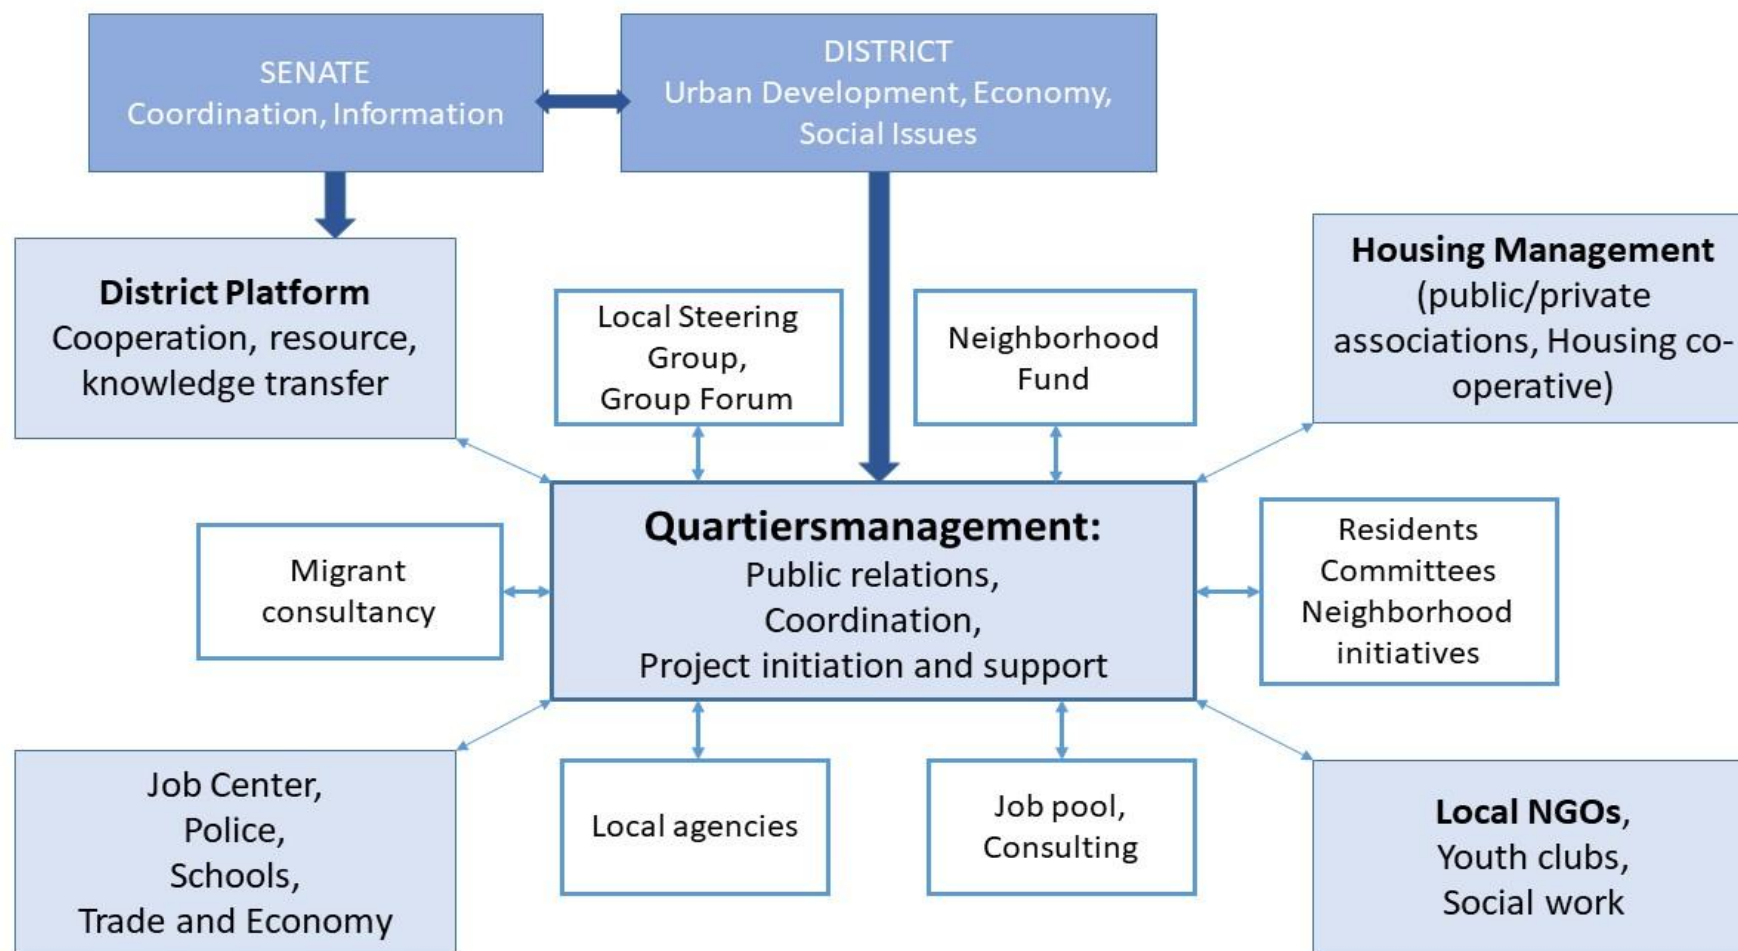 SENATE
Coordination, Information
DISTRICT
Urban Development, Economy,
Social Issues
District Platform
Cooperation, resource,
knowledge transfer
Local Steering
Group,
Group Forum
Neighborhood
Fund
Housing Management
(public/private
associations, Housing co-
operative)
Migrant
consultancy
Quartiersmanagement:
Public relations,
Coordination,
Project initiation and support
Residents
Committees
Neighborhood
initiatives
Job Center,
Police,
Schools,
Trade and Economy
Local agencies
Job pool,
Consulting
Local NGOs,
Youth clubs,
Social work